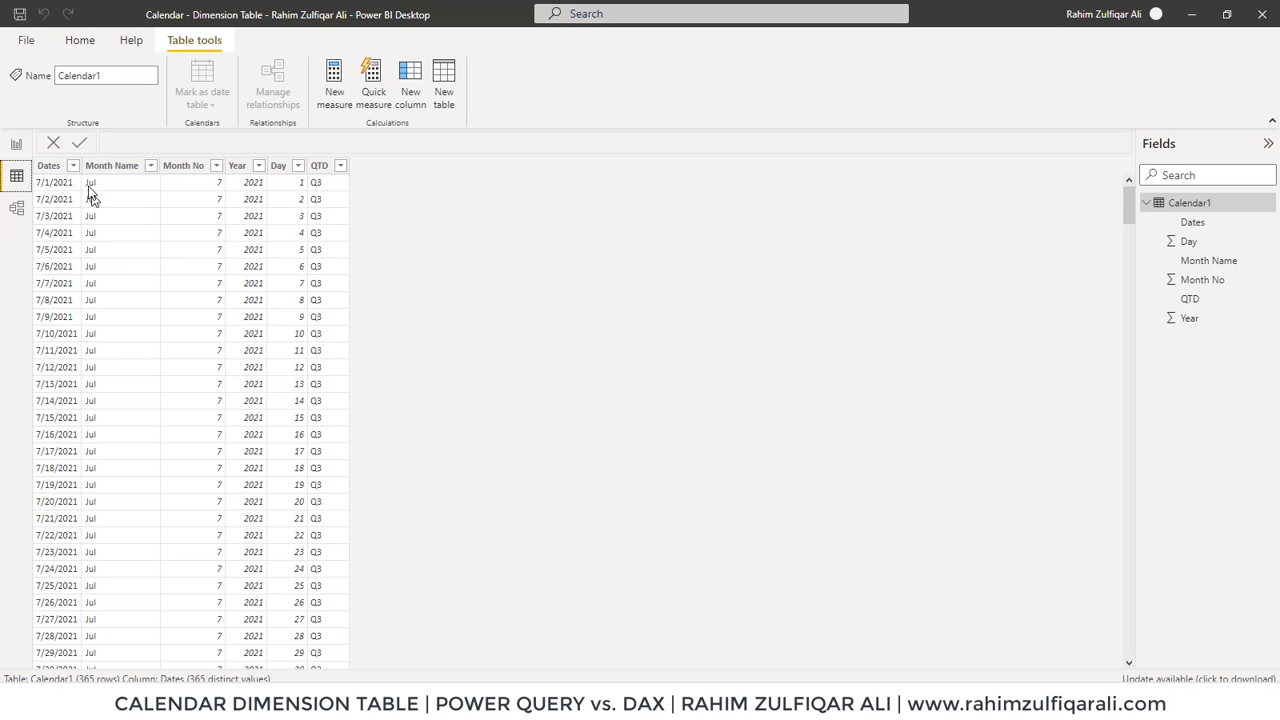 Calendar - Dimension Table - Rahim Zulfiqar Ali - Power BI Desktop
Search
Rahim Zulfiqar Ali
File
Home
Help
Table tools
Name
Calendar1
Mark as date table
Manage relationships
New measure
Quick measure
New column
New table
Structure
Calendars
Relationships
Calculations
Dates Month Name Month No Year Day QTD
7/1/2021 Jul 7 2021 1 Q3
7/2/2021 7 2021 2 Q3
7/3/2021 Jul 7 2021 3 Q3
7/4/2021 Jul 7 2021 4 Q3
7/5/2021 Jul 7 2021 5 Q3
7/6/2021 Jul 7 2021 6 Q3
7/7/2021 Jul 7 2021 7 Q3
7/8/2021 Jul 7 2021 8 Q3
7/9/2021 Jul 7 2021 9 Q3
7/10/2021 Jul 7 2021 10 Q3
7/11/2021 Jul 7 2021 11 Q3
7/12/2021 Jul 7 2021 12 Q3
7/13/2021 Jul 7 2021 13 Q3
7/14/2021 Jul 7 2021 14 Q3
7/15/2021 Jul 7 2021 15 Q3
7/16/2021 Jul 7 2021 16 Q3
7/17/2021 Jul 7 2021 17 Q3
7/18/2021 Jul 7 2021 18 Q3
7/19/2021 Jul 7 2021 19 Q3
7/20/2021 Jul 7 2021 20 Q3
7/21/2021 Jul 7 2021 21 Q3
7/22/2021 Jul 7 2021 22 Q3
7/23/2021 Jul 7 2021 23 Q3
7/24/2021 Jul 7 2021 24 Q3
7/25/2021 Jul 7 2021 25 Q3
7/26/2021 Jul 7 2021 26 Q3
7/27/2021 Jul 7 2021 27 Q3
7/28/2021 Jul 7 2021 28 Q3
7/29/2021 Jul 7 2021 29 Q3
Fields
Search
Calendar1
Dates
Day
Month Name
Month No
QTD
Year
Table: Calendar1 (365 rows) Column: Dates (365 distinct values)
Update available (click to download)
CALENDAR DIMENSION TABLE | POWER QUERY vs. DAX | RAHIM ZULFIQAR ALI | www.rahimzulfiqarali.com